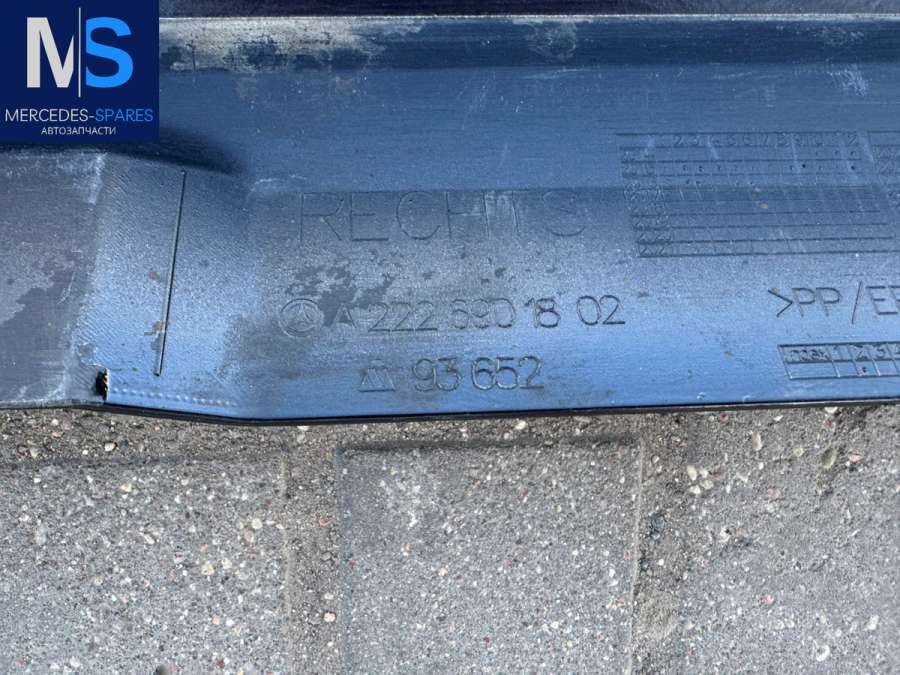 MS
MERCEDES-SPARES
АВТОЗАПЧАСТИ
RECHTS
A 222 690 18 02
>PP/E
93 652